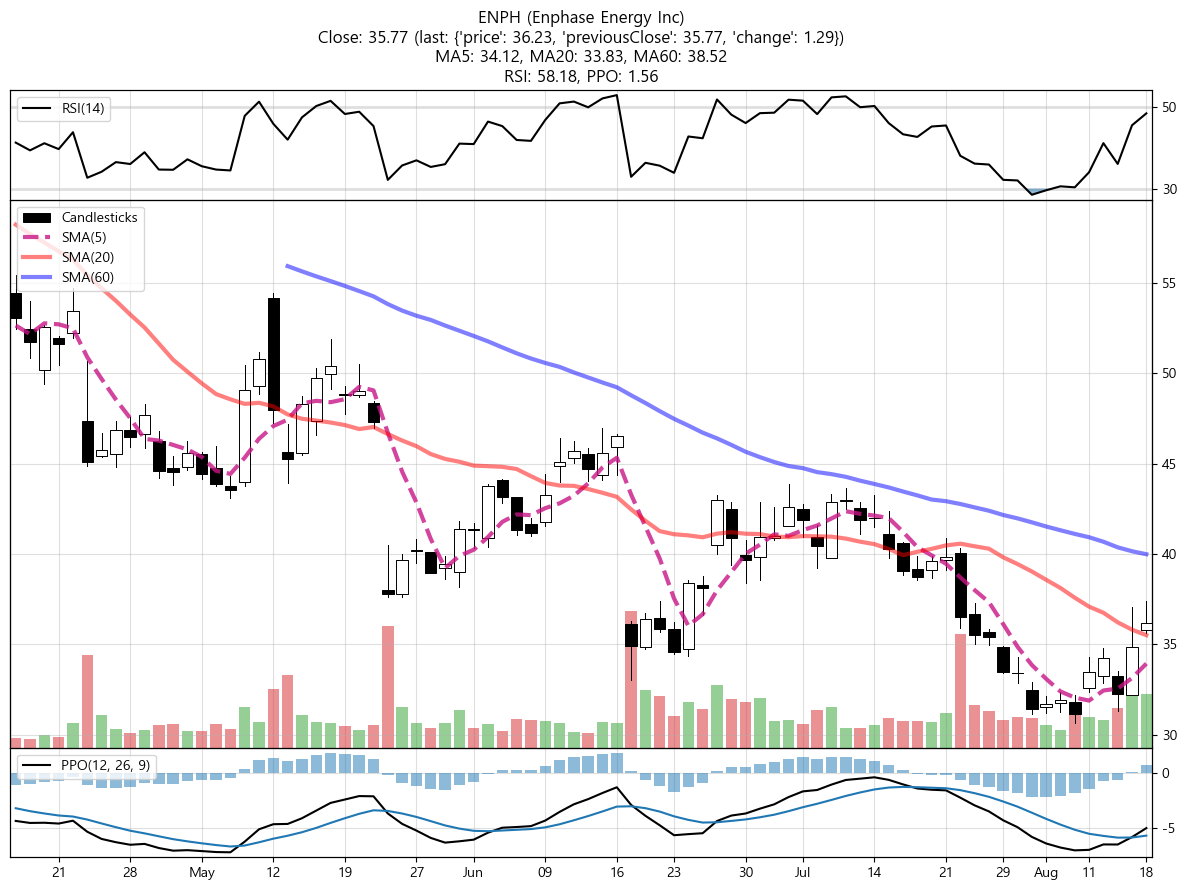 ENPH (Enphase Energy Inc)
Close: 35.77 (last: {'price': 36.23, 'previousClose': 35.77, 'change': 1.29})
MA5: 34.12, MA20: 33.83, MA60: 38.52
RSI: 58.18, PPO: 1.56
RSI(14)
50
30
Candlesticks
SMA(5)
SMA(20)
SMA(60)
55
50
45
40
35
30
PPO(12, 26, 9)
0
-5
21 28 May 12 19 27 Jun 09 16 23 30 Jul 14 21 29 Aug 11 18